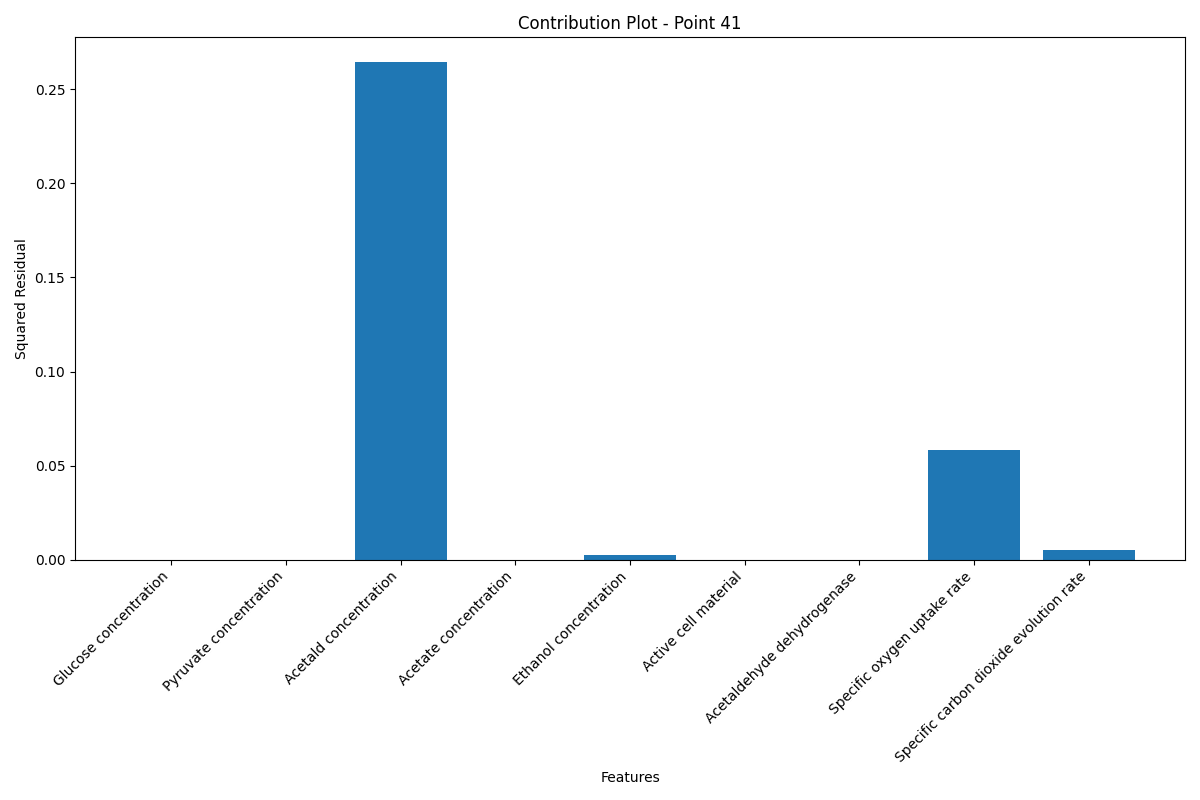 Contribution Plot - Point 41
Squared Residual
0.25
0.20
0.15
0.10
0.05
0.00
Glucose concentration
Pyruvate concentration
Acetald concentration
Acetate concentration
Ethanol concentration
Active cell material
Acetaldehyde dehydrogenase
Specific oxygen uptake rate
Specific carbon dioxide evolution rate
Features